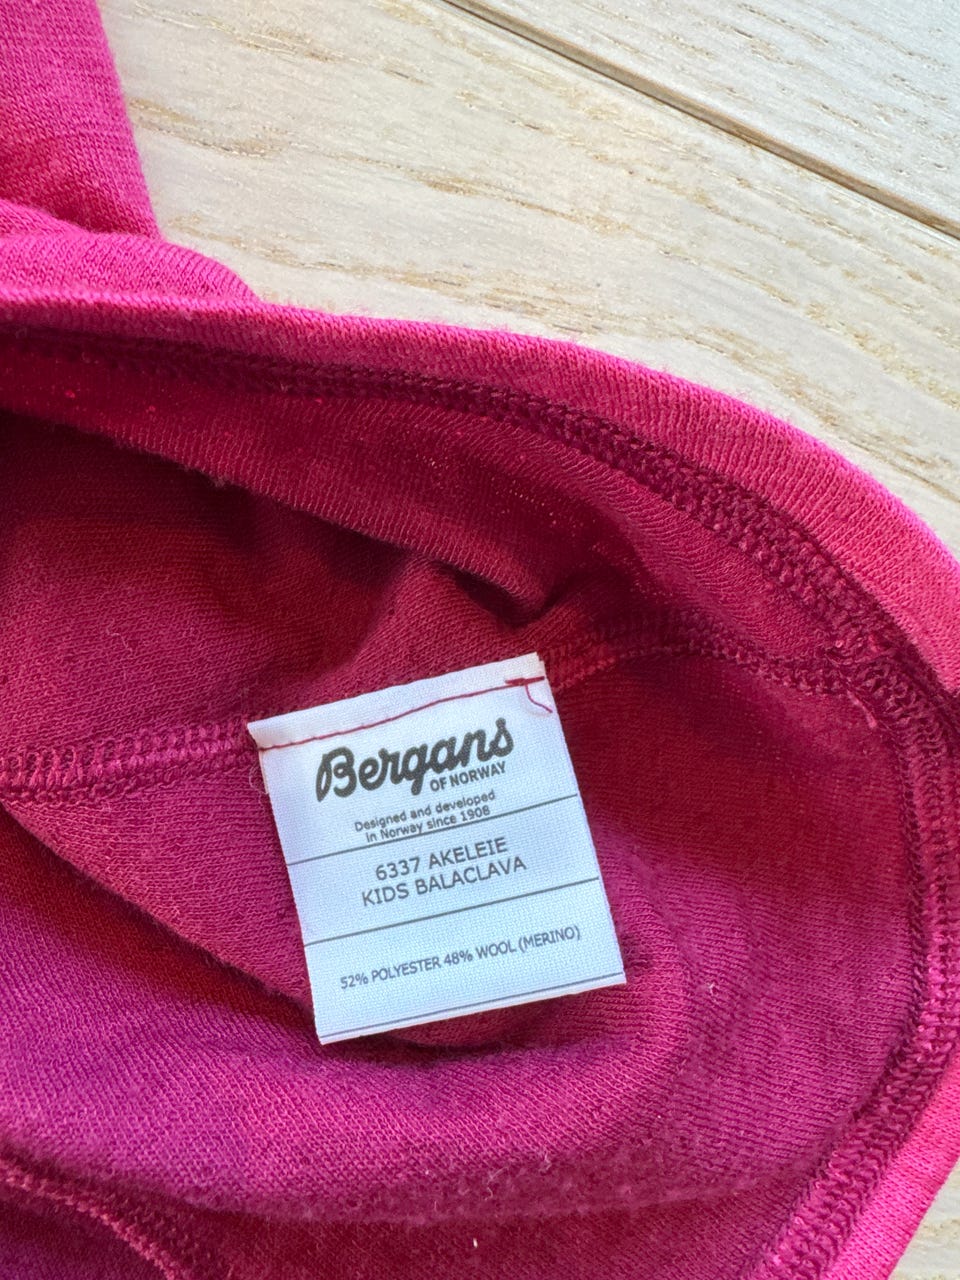 Bergans
OF NORWAY
Designed and developed
in Norway since 1908
6337 AKELEIE
KIDS BALACLAVA
52% POLYESTER 48% WOOL (MERINO)